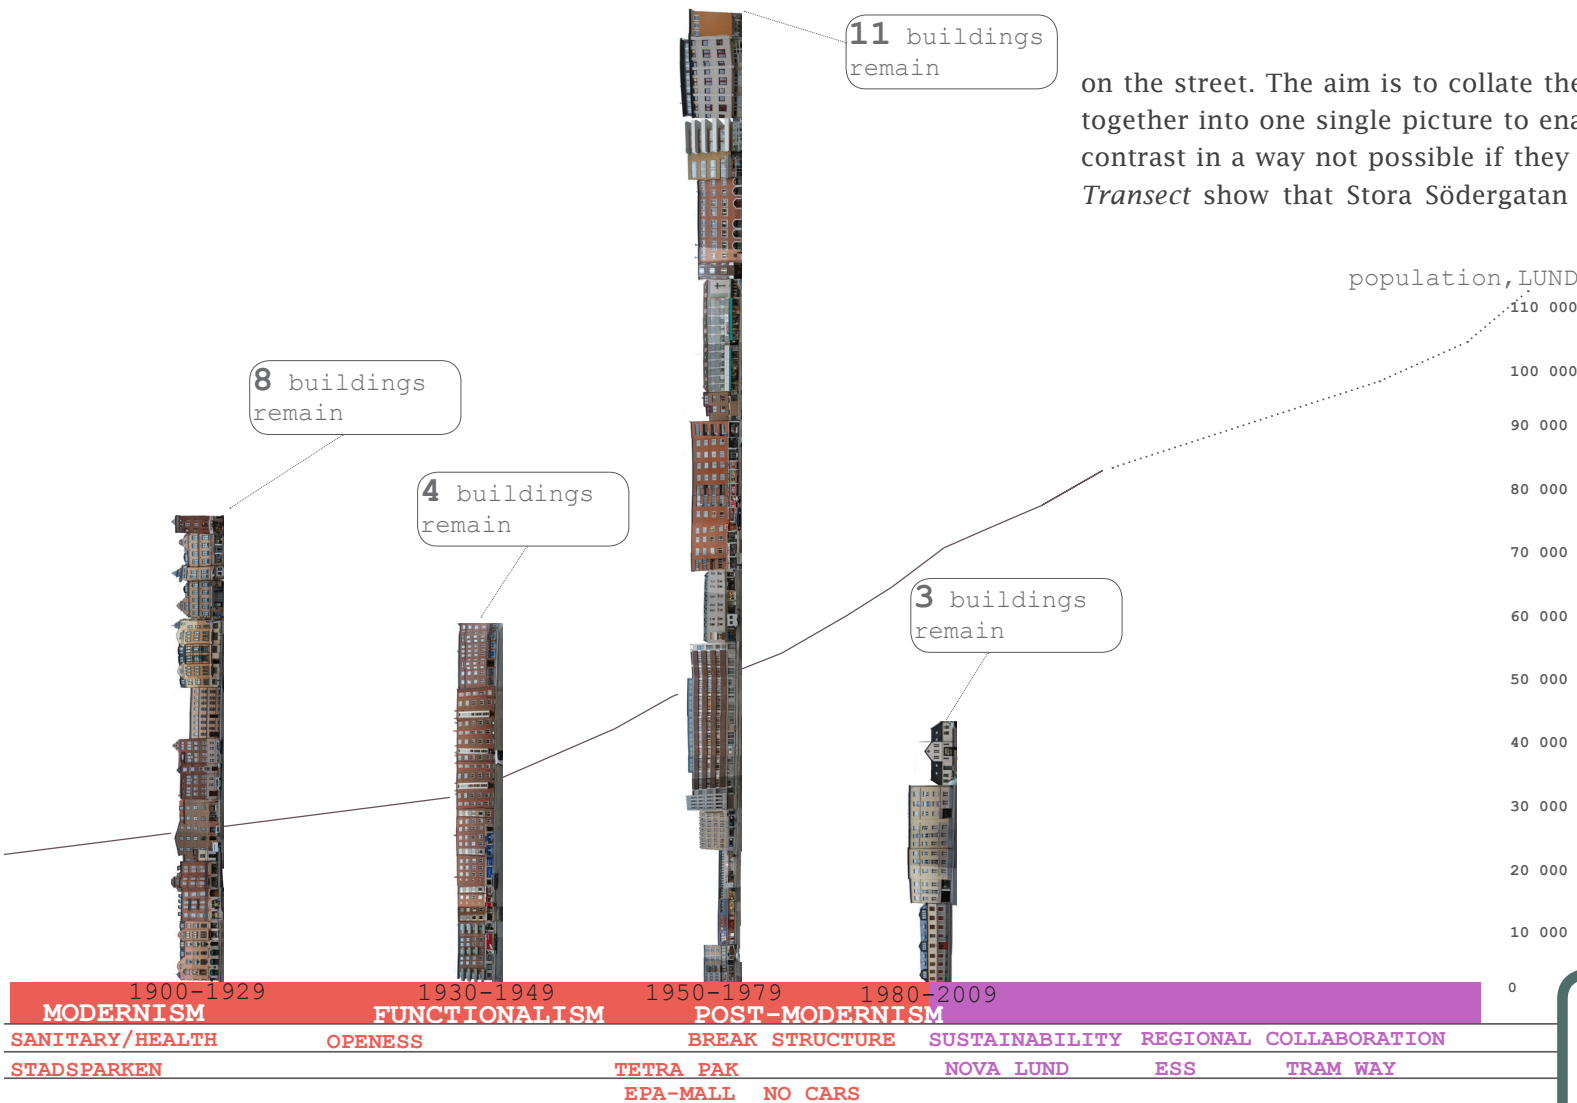 11 buildings
remain
on the street. The aim is to collate the
together into one single picture to ena
contrast in a way not possible if they
Transect show that Stora Södergatan
population, LUND
110 000
100 000
90 000
80 000
70 000
60 000
50 000
40 000
30 000
20 000
10 000
0
8 buildings
remain
4 buildings
remain
3 buildings
remain
1900-1929 1930-1949 1950-1979 1980-2009
MODERNISM FUNCTIONALISM POST-MODERNISM
SANITARY/HEALTH OPENESS BREAK STRUCTURE SUSTAINABILITY REGIONAL COLLABORATION
STADSPARKEN TETRA PAK NOVA LUND ESS TRAM WAY
EPA-MALL NO CARS